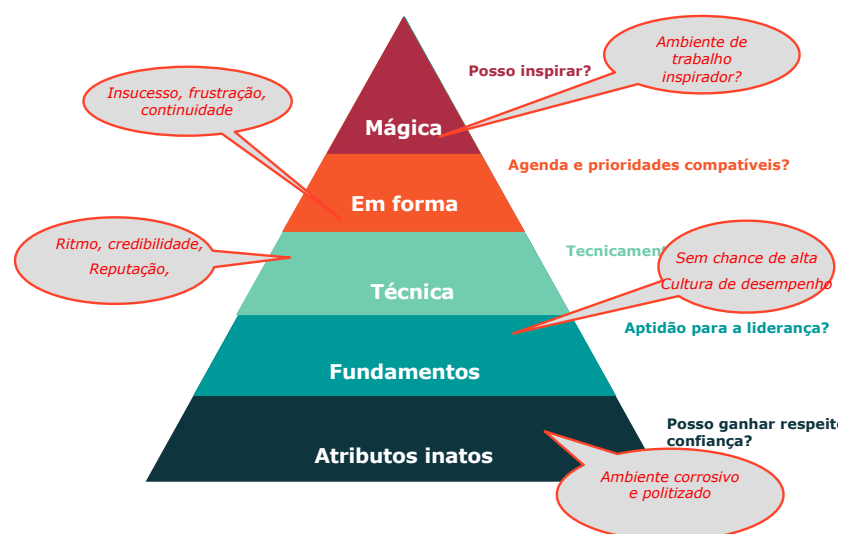 Ambiente de
trabalho
inspirador?
Posso inspirar?
Insucesso, frustração,
continuidade
Mágica
Agenda e prioridades compatíveis?
Em forma
Ritmo, credibilidade,
Reputação,
Sem chance de alta
Cultura de desempenho
Técnica
Aptidão para a liderança?
Fundamentos
Posso ganhar
confiança?
Atributos inatos
Ambiente corrosivo
e politizado